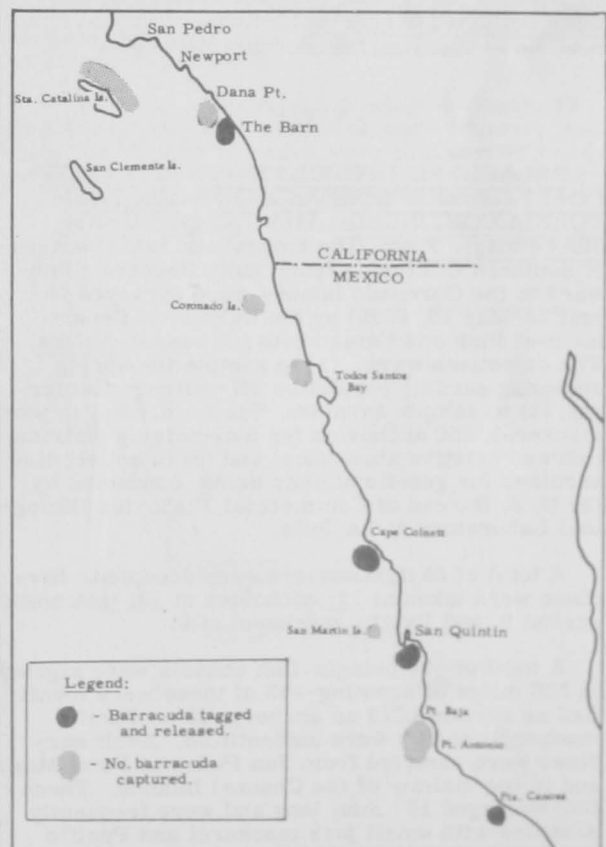 San Pedro
Newport
Dana Pt.
Sta. Catalina Is.
The Barn
San Clemente Is.
CALIFORNIA
MEXICO
Coronado Is.
Todos Santos
Bay
Cape Colnett
San Martin Is.
San Quintin
Pt. Baja
Pt. Antonio
Pta. Canoas
Legend:
- Barracuda tagged
and released.
- No. barracuda
captured.